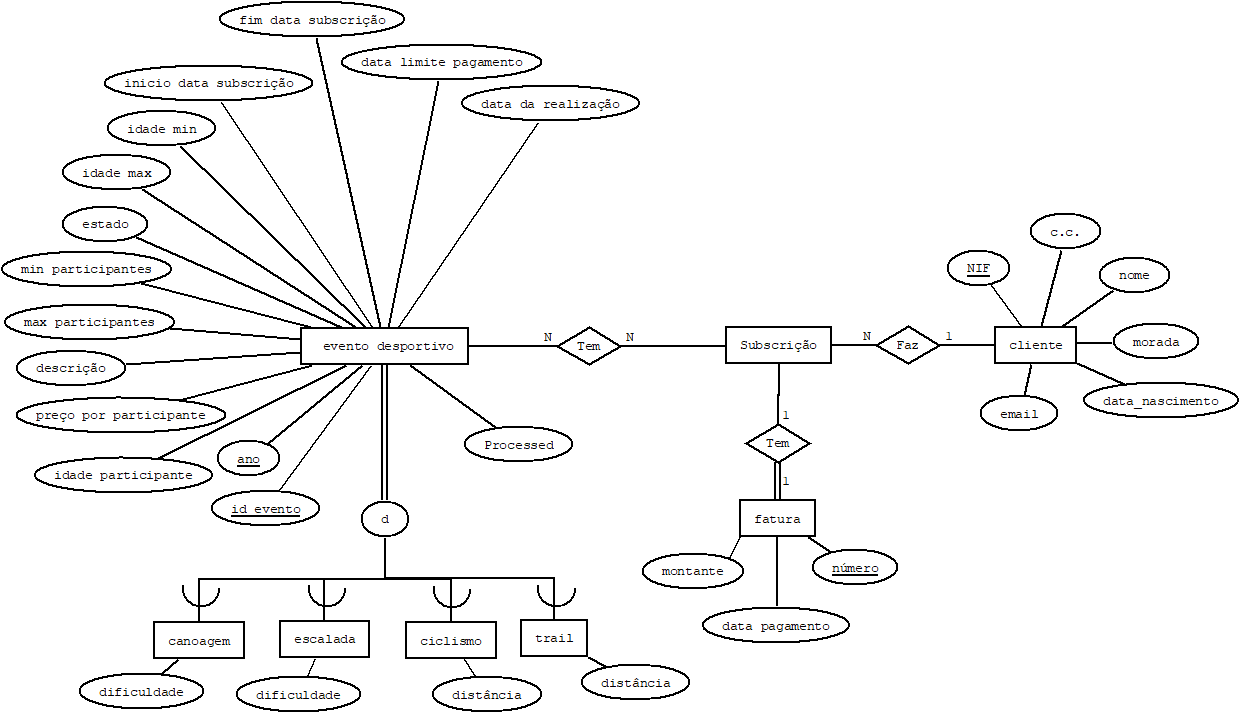 fim data subscrição
data limite pagamento
inicio data subscrição
data da realização
idade min
idade max
estado
min participantes
max participantes
descrição
preço por participante
idade participante
ano
id evento
Processed
evento desportivo
N
Tem
N
Subscrição
N
Faz
1
cliente
NIF
c.c.
nome
morada
data_nascimento
email
1
Tem
1
fatura
montante
número
data pagamento
d
canoagem
escalada
ciclismo
trail
dificuldade
dificuldade
distância
distância